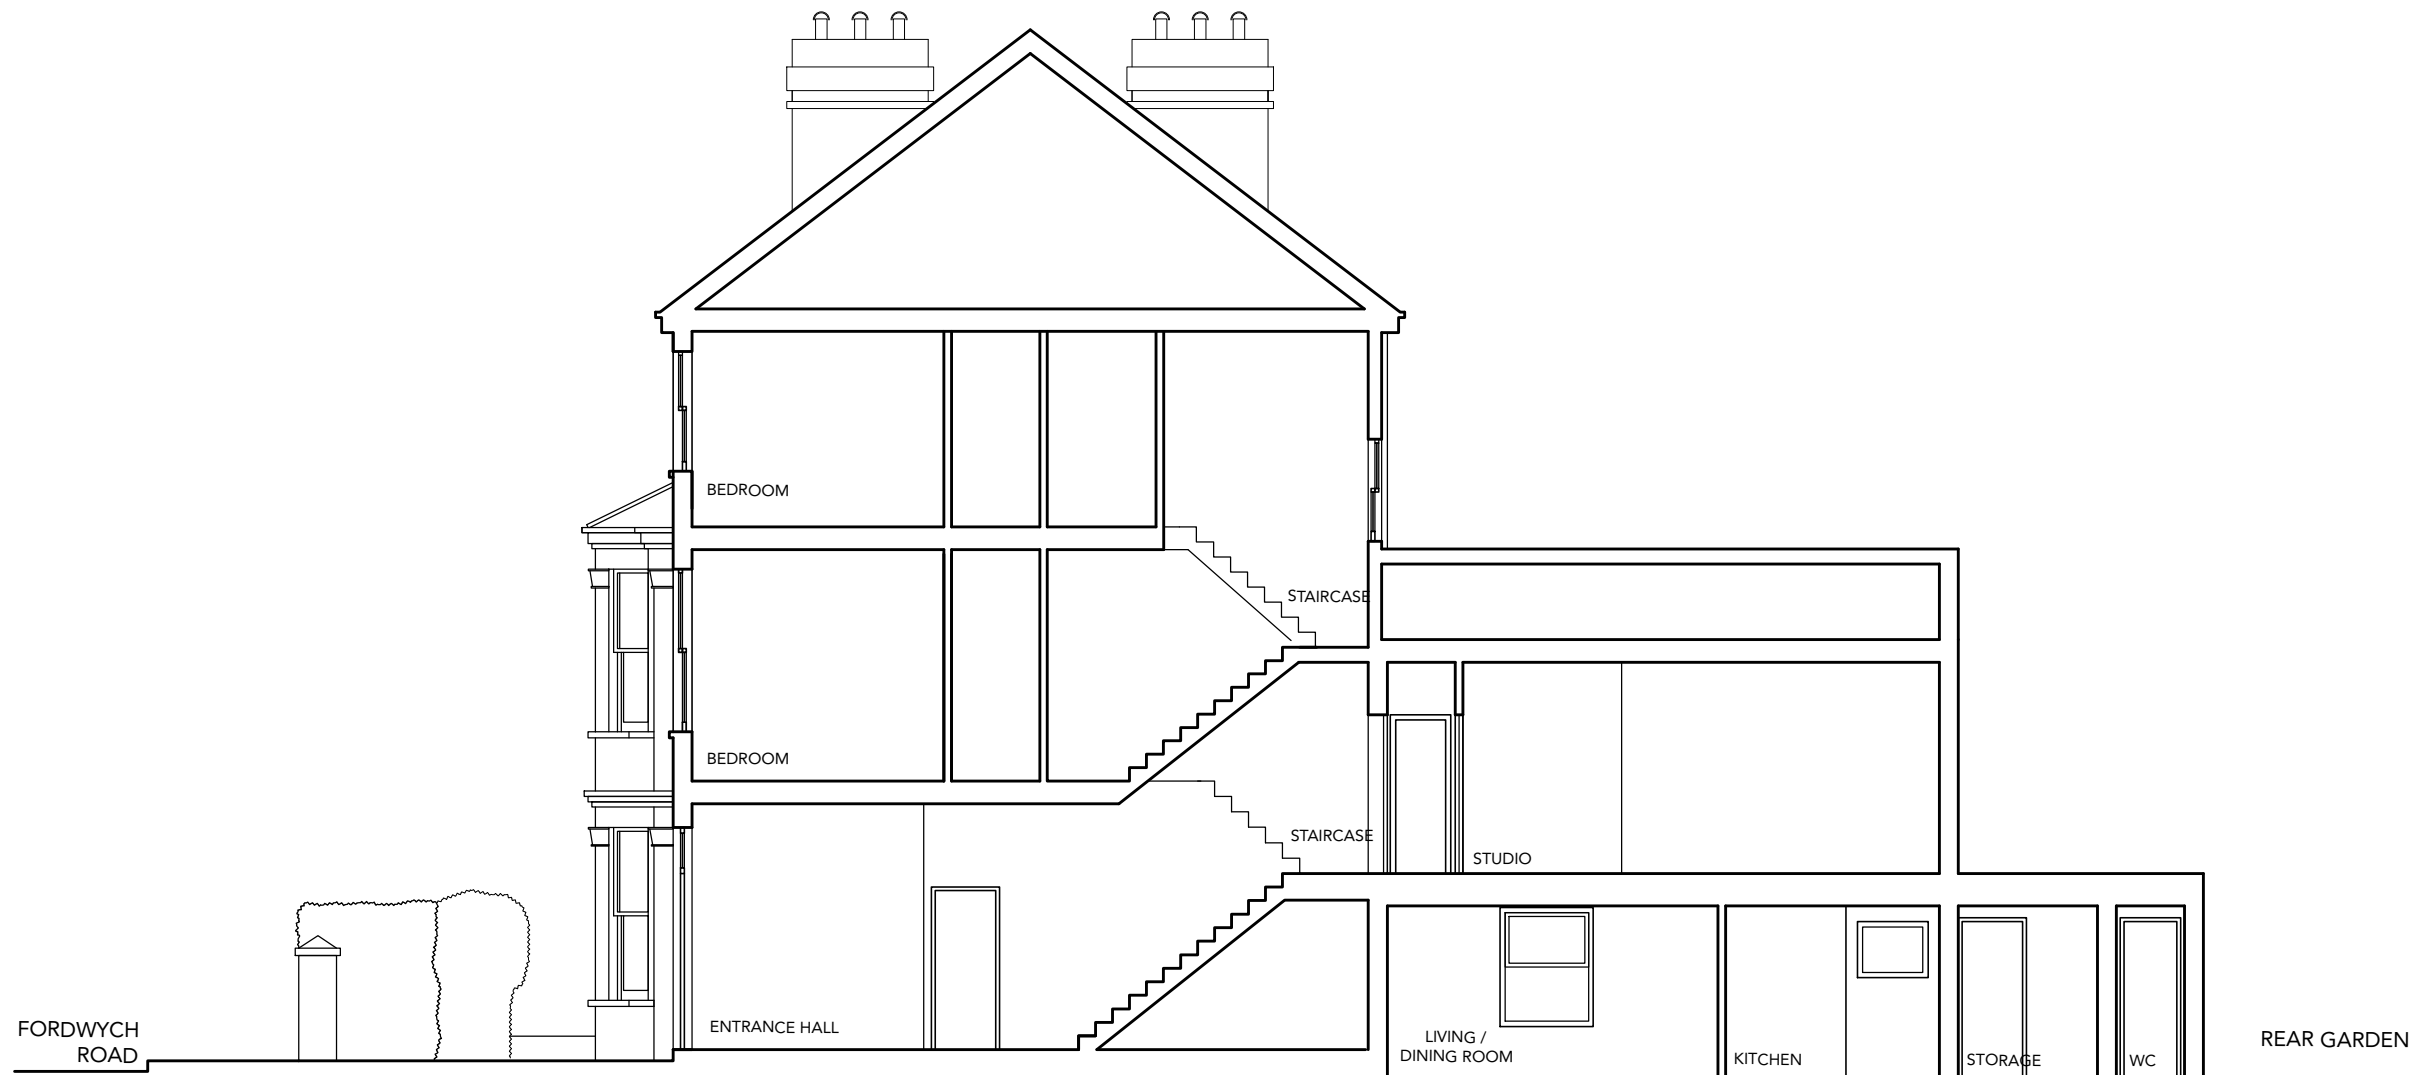 BEDROOM
STAIRCASE
BEDROOM
STAIRCASE
STUDIO
FORDWYCH
ROAD
ENTRANCE HALL
LIVING /
DINING ROOM
KITCHEN
STORAGE
WC
REAR GARDEN